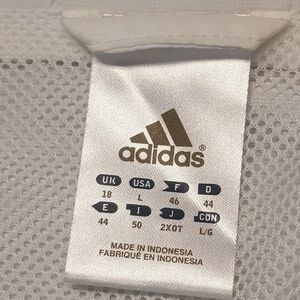 adidas®
UK USA F D
18 L 46 44
E I J CDN
44 50 2XOT L/G
MADE IN INDONESIA
FABRIQUÉ EN INDONESIA